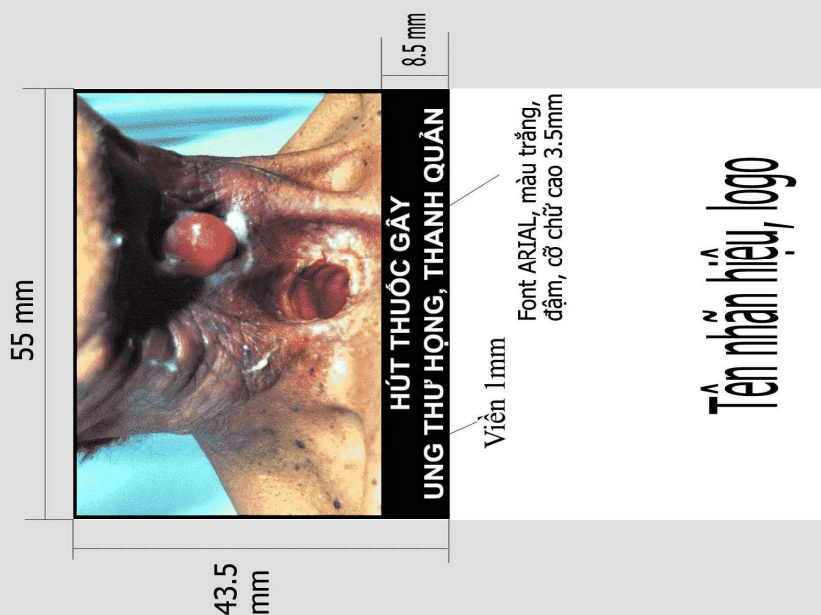 8.5 mm
55 mm
HÚT THUỐC GÂY
UNG THƯ HỌNG, THANH QUẢN
43.5
mm
Viền 1mm
Font ARIAL, màu trắng,
đậm, cỡ chữ cao 3.5mm
Tên nhãn hiệu, logo